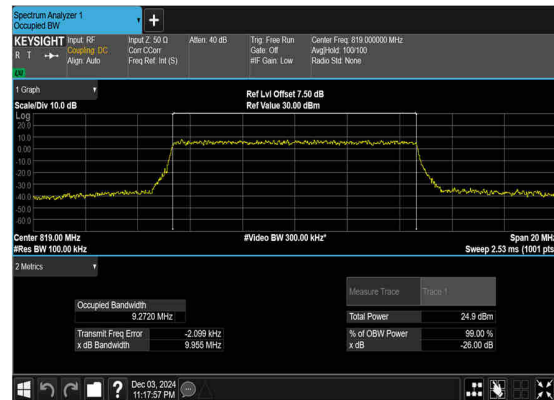 Spectrum Analyzer 1
Occupied BW
KEYSIGHT
R T
Input: RF
Coupling: DC
Align: Auto
Input Z: 50 Ω
Corr CCorr
Freq Ref: Int (S)
Atten: 40 dB
Trig: Free Run
Gate: Off
#IF Gain: Low
Center Freq: 819.000000 MHz
Avg|Hold: 100/100
Radio Std: None
1 Graph
Scale/Div 10.0 dB
Ref Lvl Offset 7.50 dB
Ref Value 30.00 dBm
Log
20.0
10.0
0.00
-10.0
-20.0
-30.0
-40.0
-50.0
-60.0
Center 819.00 MHz
#Res BW 100.00 kHz
#Video BW 300.00 kHz*
Span 20 MHz
Sweep 2.53 ms (1001 pts)
2 Metrics
Measure Trace
Trace 1
Occupied Bandwidth
9.2720 MHz
Total Power
24.9 dBm
Transmit Freq Error
-2.099 kHz
% of OBW Power
99.00 %
x dB Bandwidth
9.955 MHz
x dB
-26.00 dB
?
Dec 03, 2024
11:17:57 PM